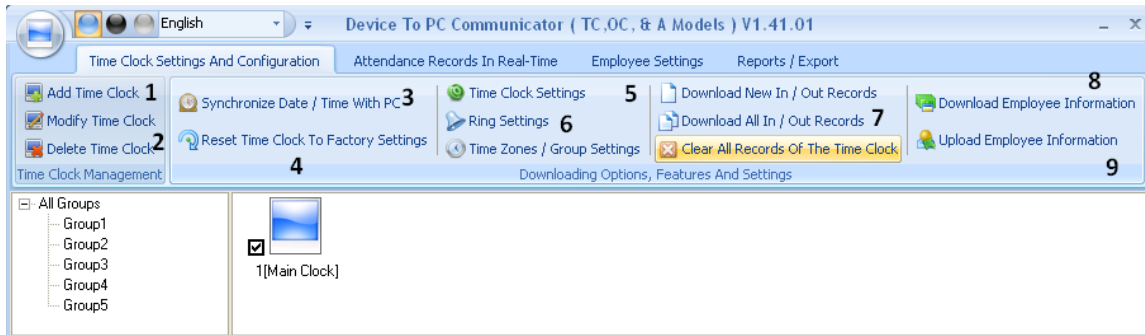 English
Device To PC Communicator ( TC,OC, & A Models ) V1.41.01
Time Clock Settings And Configuration
Attendance Records In Real-Time
Employee Settings
Reports / Export
Add Time Clock 1
Modify Time Clock
Delete Time Clock 2
Time Clock Management
Synchronize Date / Time With PC 3
Reset Time Clock To Factory Settings
4
Time Clock Settings 5
Ring Settings 6
Time Zones / Group Settings
Download New In / Out Records
Download All In / Out Records 7
Clear All Records Of The Time Clock
8
Download Employee Information
Upload Employee Information
9
Downloading Options, Features And Settings
All Groups
Group1
Group2
Group3
Group4
Group5
1[Main Clock]